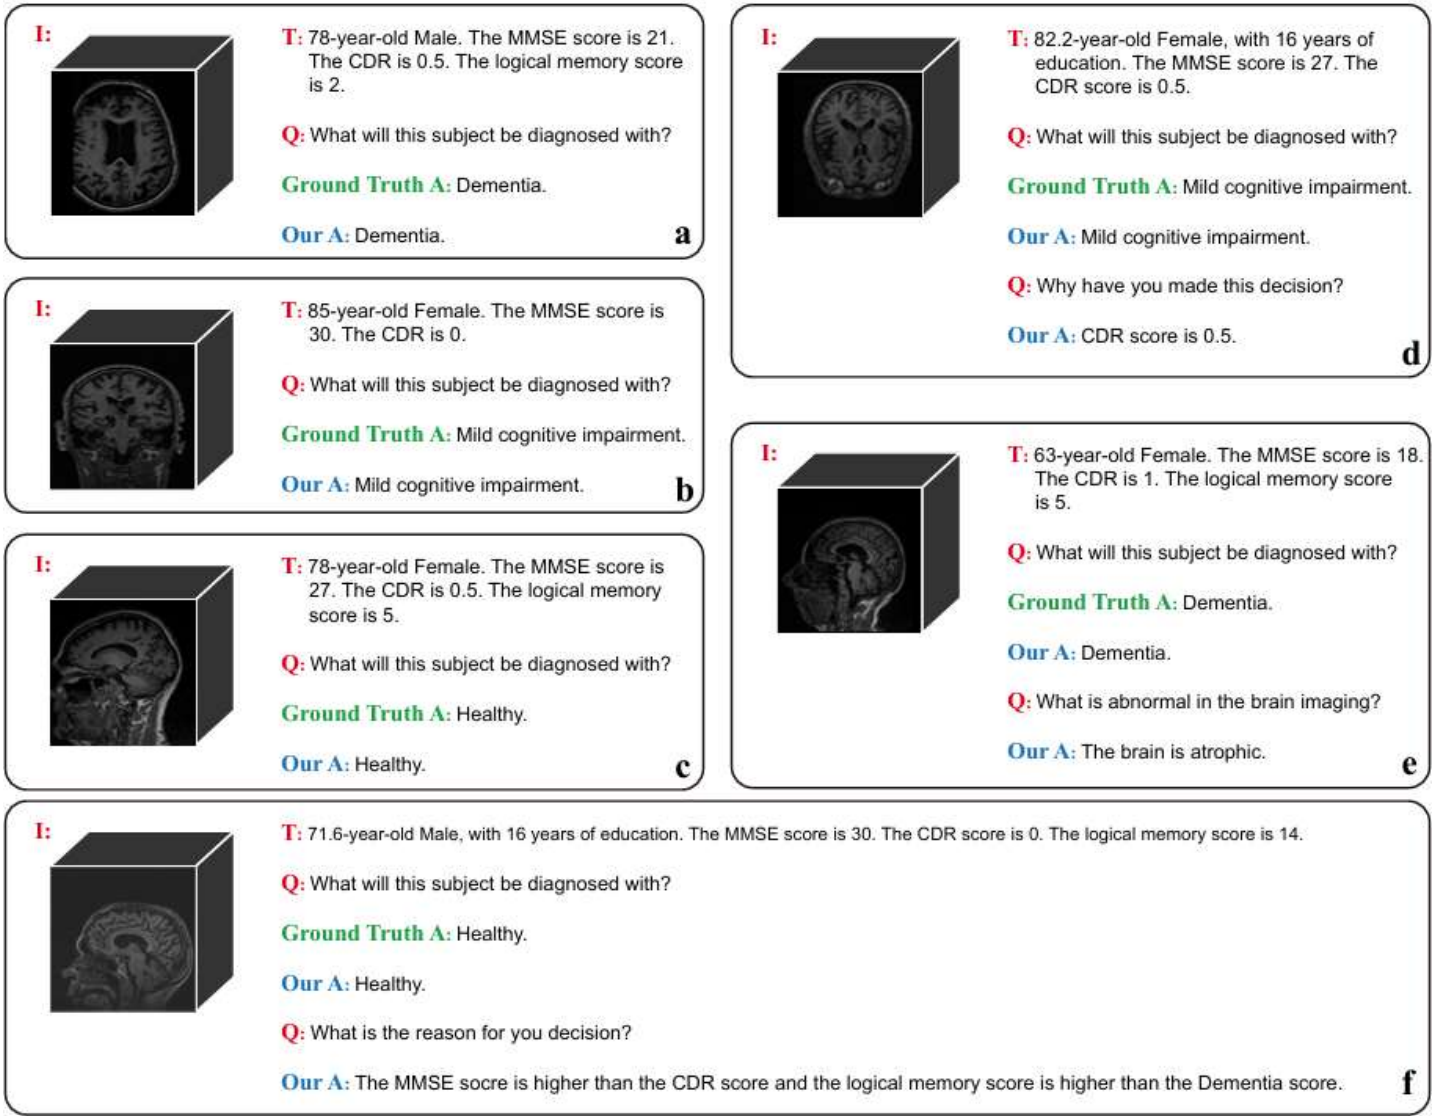 I:
T: 78-year-old Male. The MMSE score is 21.
The CDR is 0.5. The logical memory score
is 2.
Q: What will this subject be diagnosed with?
Ground Truth A: Dementia.
Our A: Dementia.
a
I:
T: 85-year-old Female. The MMSE score is
30. The CDR is 0.
Q: What will this subject be diagnosed with?
Ground Truth A: Mild cognitive impairment.
Our A: Mild cognitive impairment.
b
I:
T: 78-year-old Female. The MMSE score is
27. The CDR is 0.5. The logical memory
score is 5.
Q: What will this subject be diagnosed with?
Ground Truth A: Healthy.
Our A: Healthy.
c
I:
T: 82.2-year-old Female, with 16 years of
education. The MMSE score is 27. The
CDR score is 0.5.
Q: What will this subject be diagnosed with?
Ground Truth A: Mild cognitive impairment.
Our A: Mild cognitive impairment.
Q: Why have you made this decision?
Our A: CDR score is 0.5.
d
I:
T: 63-year-old Female. The MMSE score is 18.
The CDR is 1. The logical memory score
is 5.
Q: What will this subject be diagnosed with?
Ground Truth A: Dementia.
Our A: Dementia.
Q: What is abnormal in the brain imaging?
Our A: The brain is atrophic.
e
I:
T: 71.6-year-old Male, with 16 years of education. The MMSE score is 30. The CDR score is 0. The logical memory score is 14.
Q: What will this subject be diagnosed with?
Ground Truth A: Healthy.
Our A: Healthy.
Q: What is the reason for you decision?
Our A: The MMSE socre is higher than the CDR score and the logical memory score is higher than the Dementia score.
f